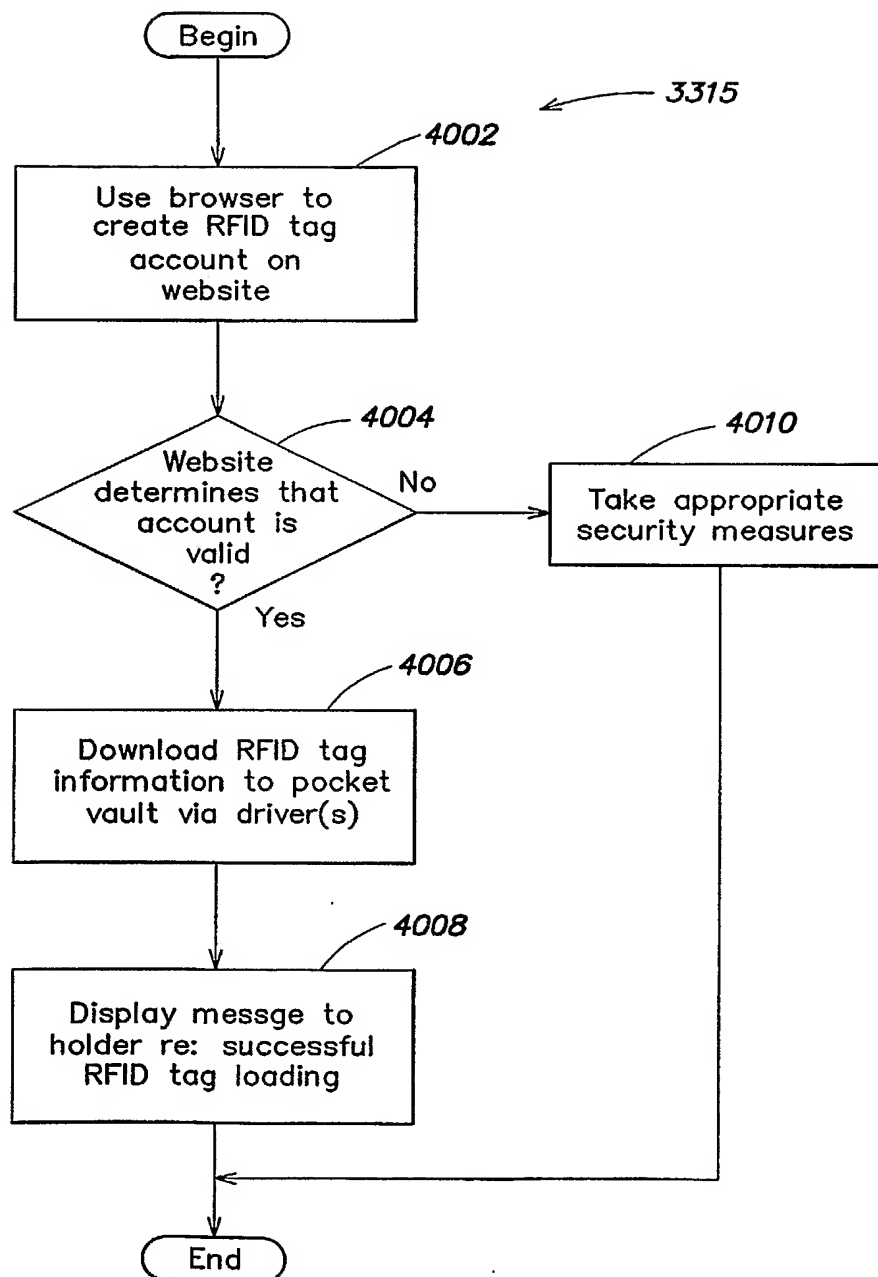 Begin
3315
4002
Use browser to
create RFID tag
account on
website
4004
Website
determines that
account is
valid
?
No
Yes
4010
Take appropriate
security measures
4006
Download RFID tag
information to pocket
vault via driver(s)
4008
Display messge to
holder re: successful
RFID tag loading
End